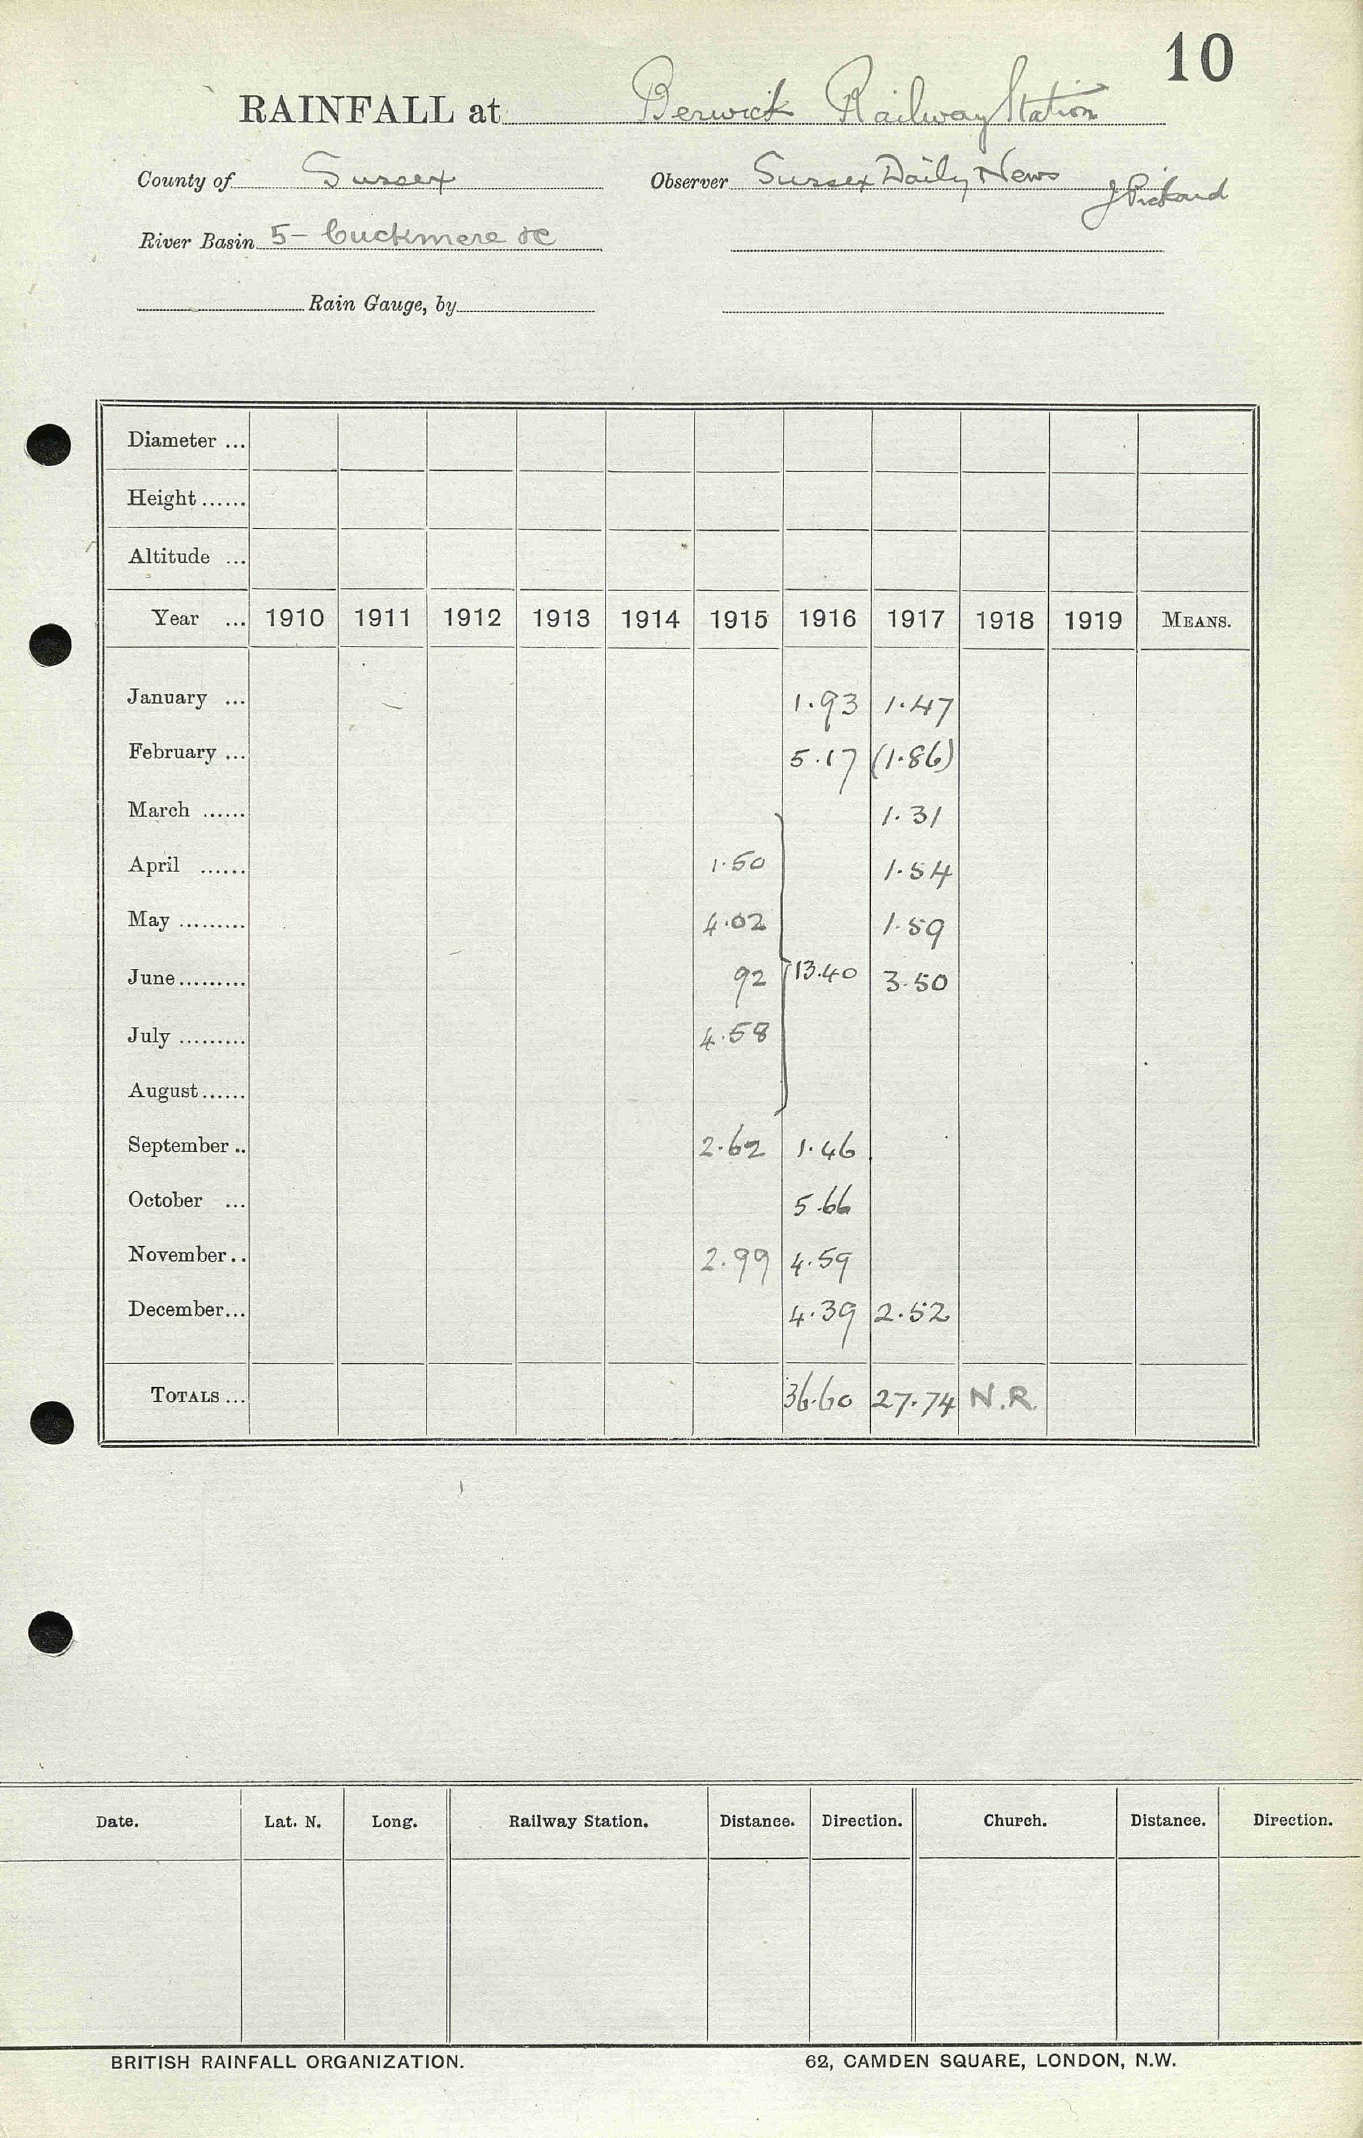 10
RAINFALL at Berwick Railway Station
County of Sussex Observer Sussex Daily News J Pickard
River Basin 5 - Cuckmere &c
Rain Gauge, by
Diameter ...
Height ......
Altitude ...
Year ... 1910 1911 1912 1913 1914 1915 1916 1917 1918 1919 MEANS.
January ... 1.93 1.47
February ... 5.17 (1.86)
March ...... 1.31
April ...... 1.50 1.54
May ......... 4.02 1.59
June ......... 92 13.40 3.50
July ......... 4.58
August ......
September .. 2.62 1.46
October ... 5.66
November .. 2.99 4.59
December ... 4.39 2.52
TOTALS ... 36.60 27.74 N.R.
Date. Lat. N. Long. Railway Station. Distance. Direction. Church. Distance. Direction.
BRITISH RAINFALL ORGANIZATION. 62, CAMDEN SQUARE, LONDON, N.W.